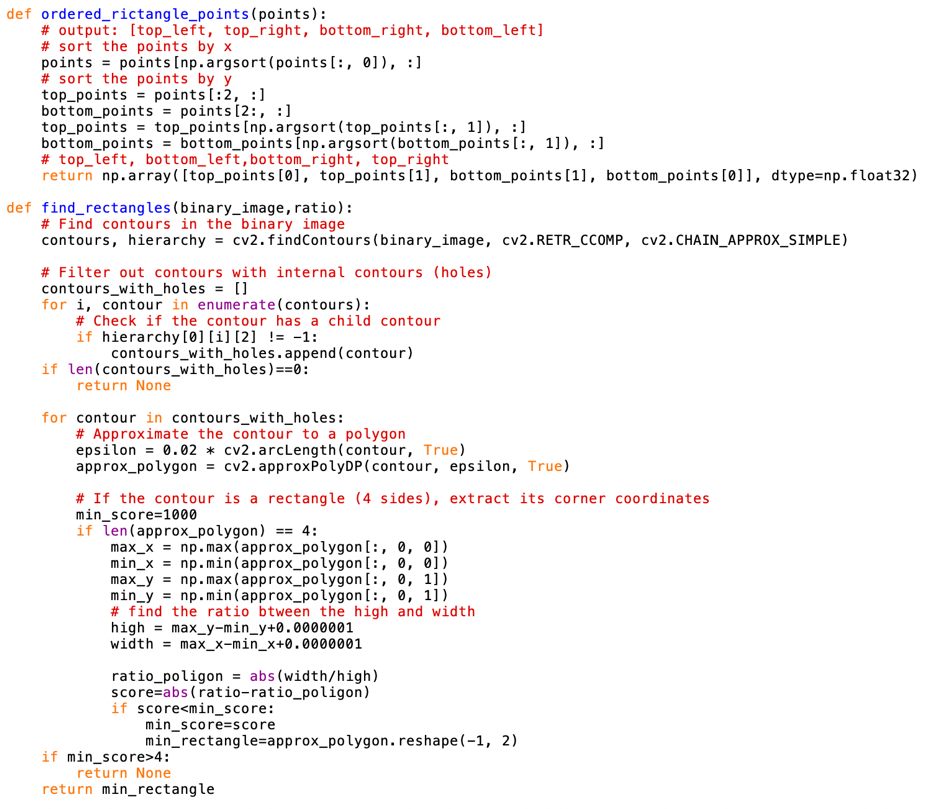 def ordered_rictangle_points(points):
    # output: [top_left, top_right, bottom_right, bottom_left]
    # sort the points by x
    points = points[np.argsort(points[:, 0]), :]
    # sort the points by y
    top_points = points[:2, :]
    bottom_points = points[2:, :]
    top_points = top_points[np.argsort(top_points[:, 1]), :]
    bottom_points = bottom_points[np.argsort(bottom_points[:, 1]), :]
    # top_left, bottom_left,bottom_right, top_right
    return np.array([top_points[0], top_points[1], bottom_points[1], bottom_points[0]], dtype=np.float32)

def find_rectangles(binary_image,ratio):
    # Find contours in the binary image
    contours, hierarchy = cv2.findContours(binary_image, cv2.RETR_CCOMP, cv2.CHAIN_APPROX_SIMPLE)

    # Filter out contours with internal contours (holes)
    contours_with_holes = []
    for i, contour in enumerate(contours):
        # Check if the contour has a child contour
        if hierarchy[0][i][2] != -1:
            contours_with_holes.append(contour)
    if len(contours_with_holes)==0:
        return None

    for contour in contours_with_holes:
        # Approximate the contour to a polygon
        epsilon = 0.02 * cv2.arcLength(contour, True)
        approx_polygon = cv2.approxPolyDP(contour, epsilon, True)

        # If the contour is a rectangle (4 sides), extract its corner coordinates
        min_score=1000
        if len(approx_polygon) == 4:
            max_x = np.max(approx_polygon[:, 0, 0])
            min_x = np.min(approx_polygon[:, 0, 0])
            max_y = np.max(approx_polygon[:, 0, 1])
            min_y = np.min(approx_polygon[:, 0, 1])
            # find the ratio btween the high and width
            high = max_y-min_y+0.0000001
            width = max_x-min_x+0.0000001

            ratio_poligon = abs(width/high)
            score=abs(ratio-ratio_poligon)
            if score<min_score:
                min_score=score
                min_rectangle=approx_polygon.reshape(-1, 2)
    if min_score>4:
        return None
    return min_rectangle